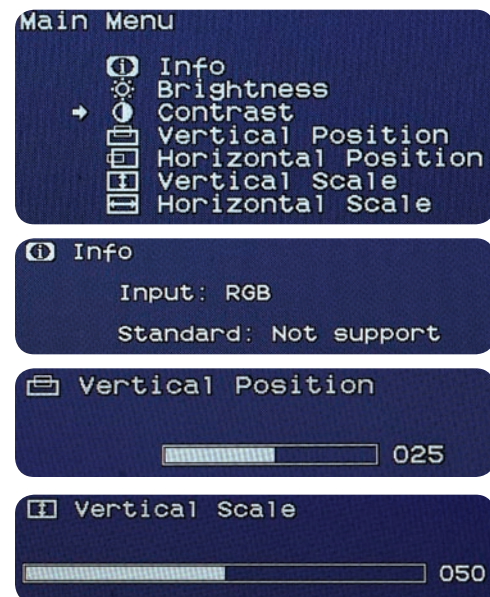 Main Menu
Info
Brightness
Contrast
Vertical Position
Horizontal Position
Vertical Scale
Horizontal Scale
Info
Input: RGB
Standard: Not support
Vertical Position
025
Vertical Scale
050